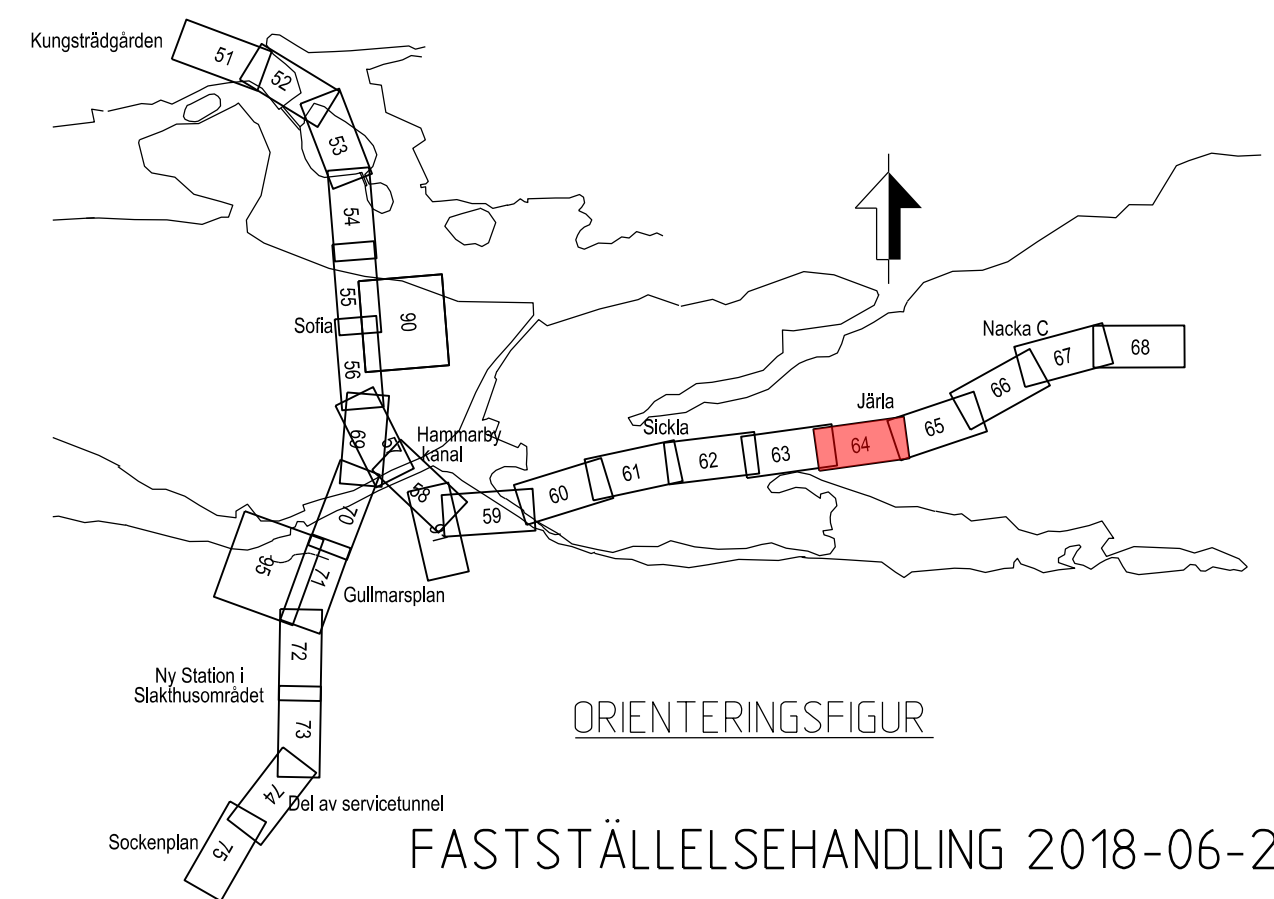 Kungsträdgården
51
52
53
54
55
Sofia
90
56
69
57
Hammarby
kanal
58
59
60
61
Sickla
62
63
Järla
64
65
66
Nacka C
67
68
70
95
71
Gullmarsplan
72
Ny Station i
Slakthusområdet
73
74
Del av servicetunnel
Sockenplan
75
ORIENTERINGSFIGUR
FASTSTÄLLELSEHANDLING 2018-06-2